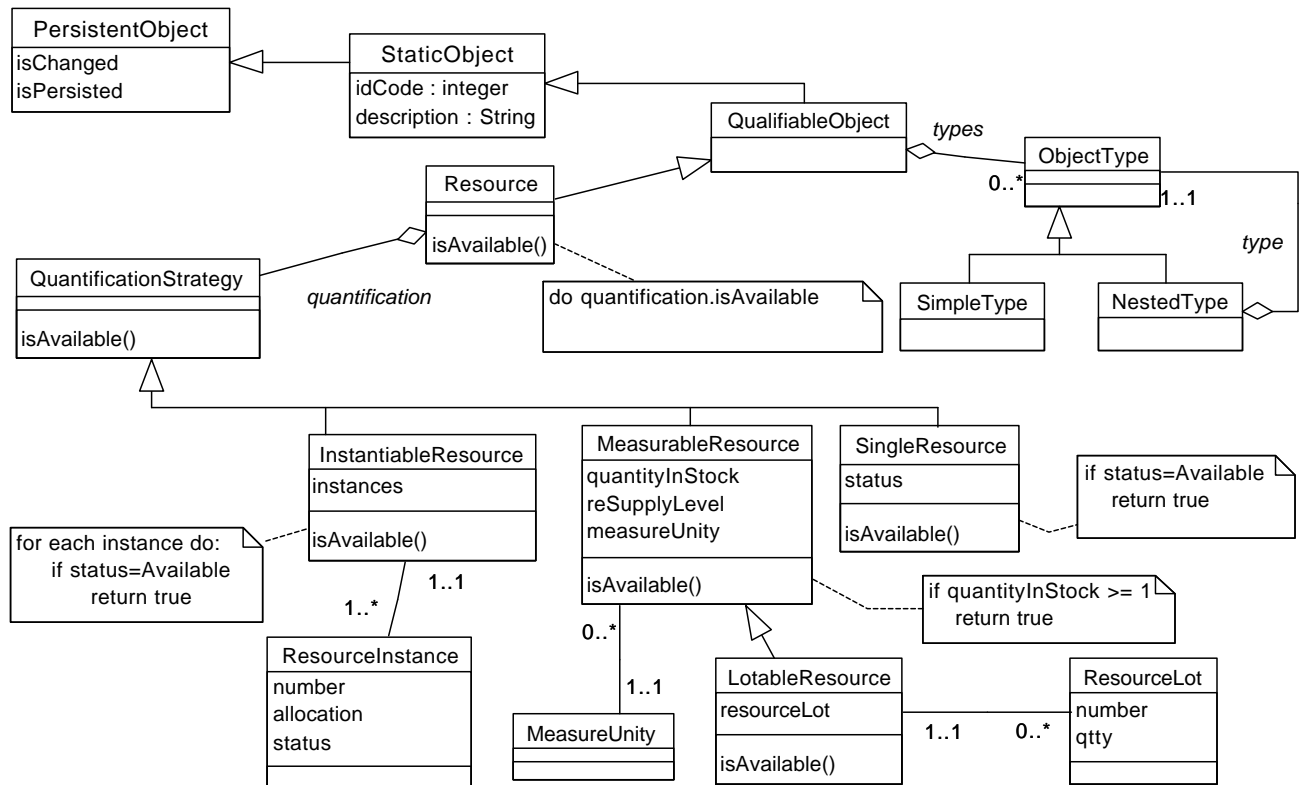 PersistentObject
isChanged
isPersisted
StaticObject
idCode : integer
description : String
QualifiableObject
types
ObjectType
0..*
1..1
type
Resource
isAvailable()
QuantificationStrategy
isAvailable()
quantification
do quantification.isAvailable
SimpleType
NestedType
InstantiableResource
instances
isAvailable()
MeasurableResource
quantityInStock
reSupplyLevel
measureUnity
isAvailable()
SingleResource
status
isAvailable()
if status=Available
return true
for each instance do:
if status=Available
return true
1..1
1..*
if quantityInStock >= 1
return true
0..*
1..1
ResourceInstance
number
allocation
status
MeasureUnity
LotableResource
resourceLot
isAvailable()
1..1
0..*
ResourceLot
number
qtty